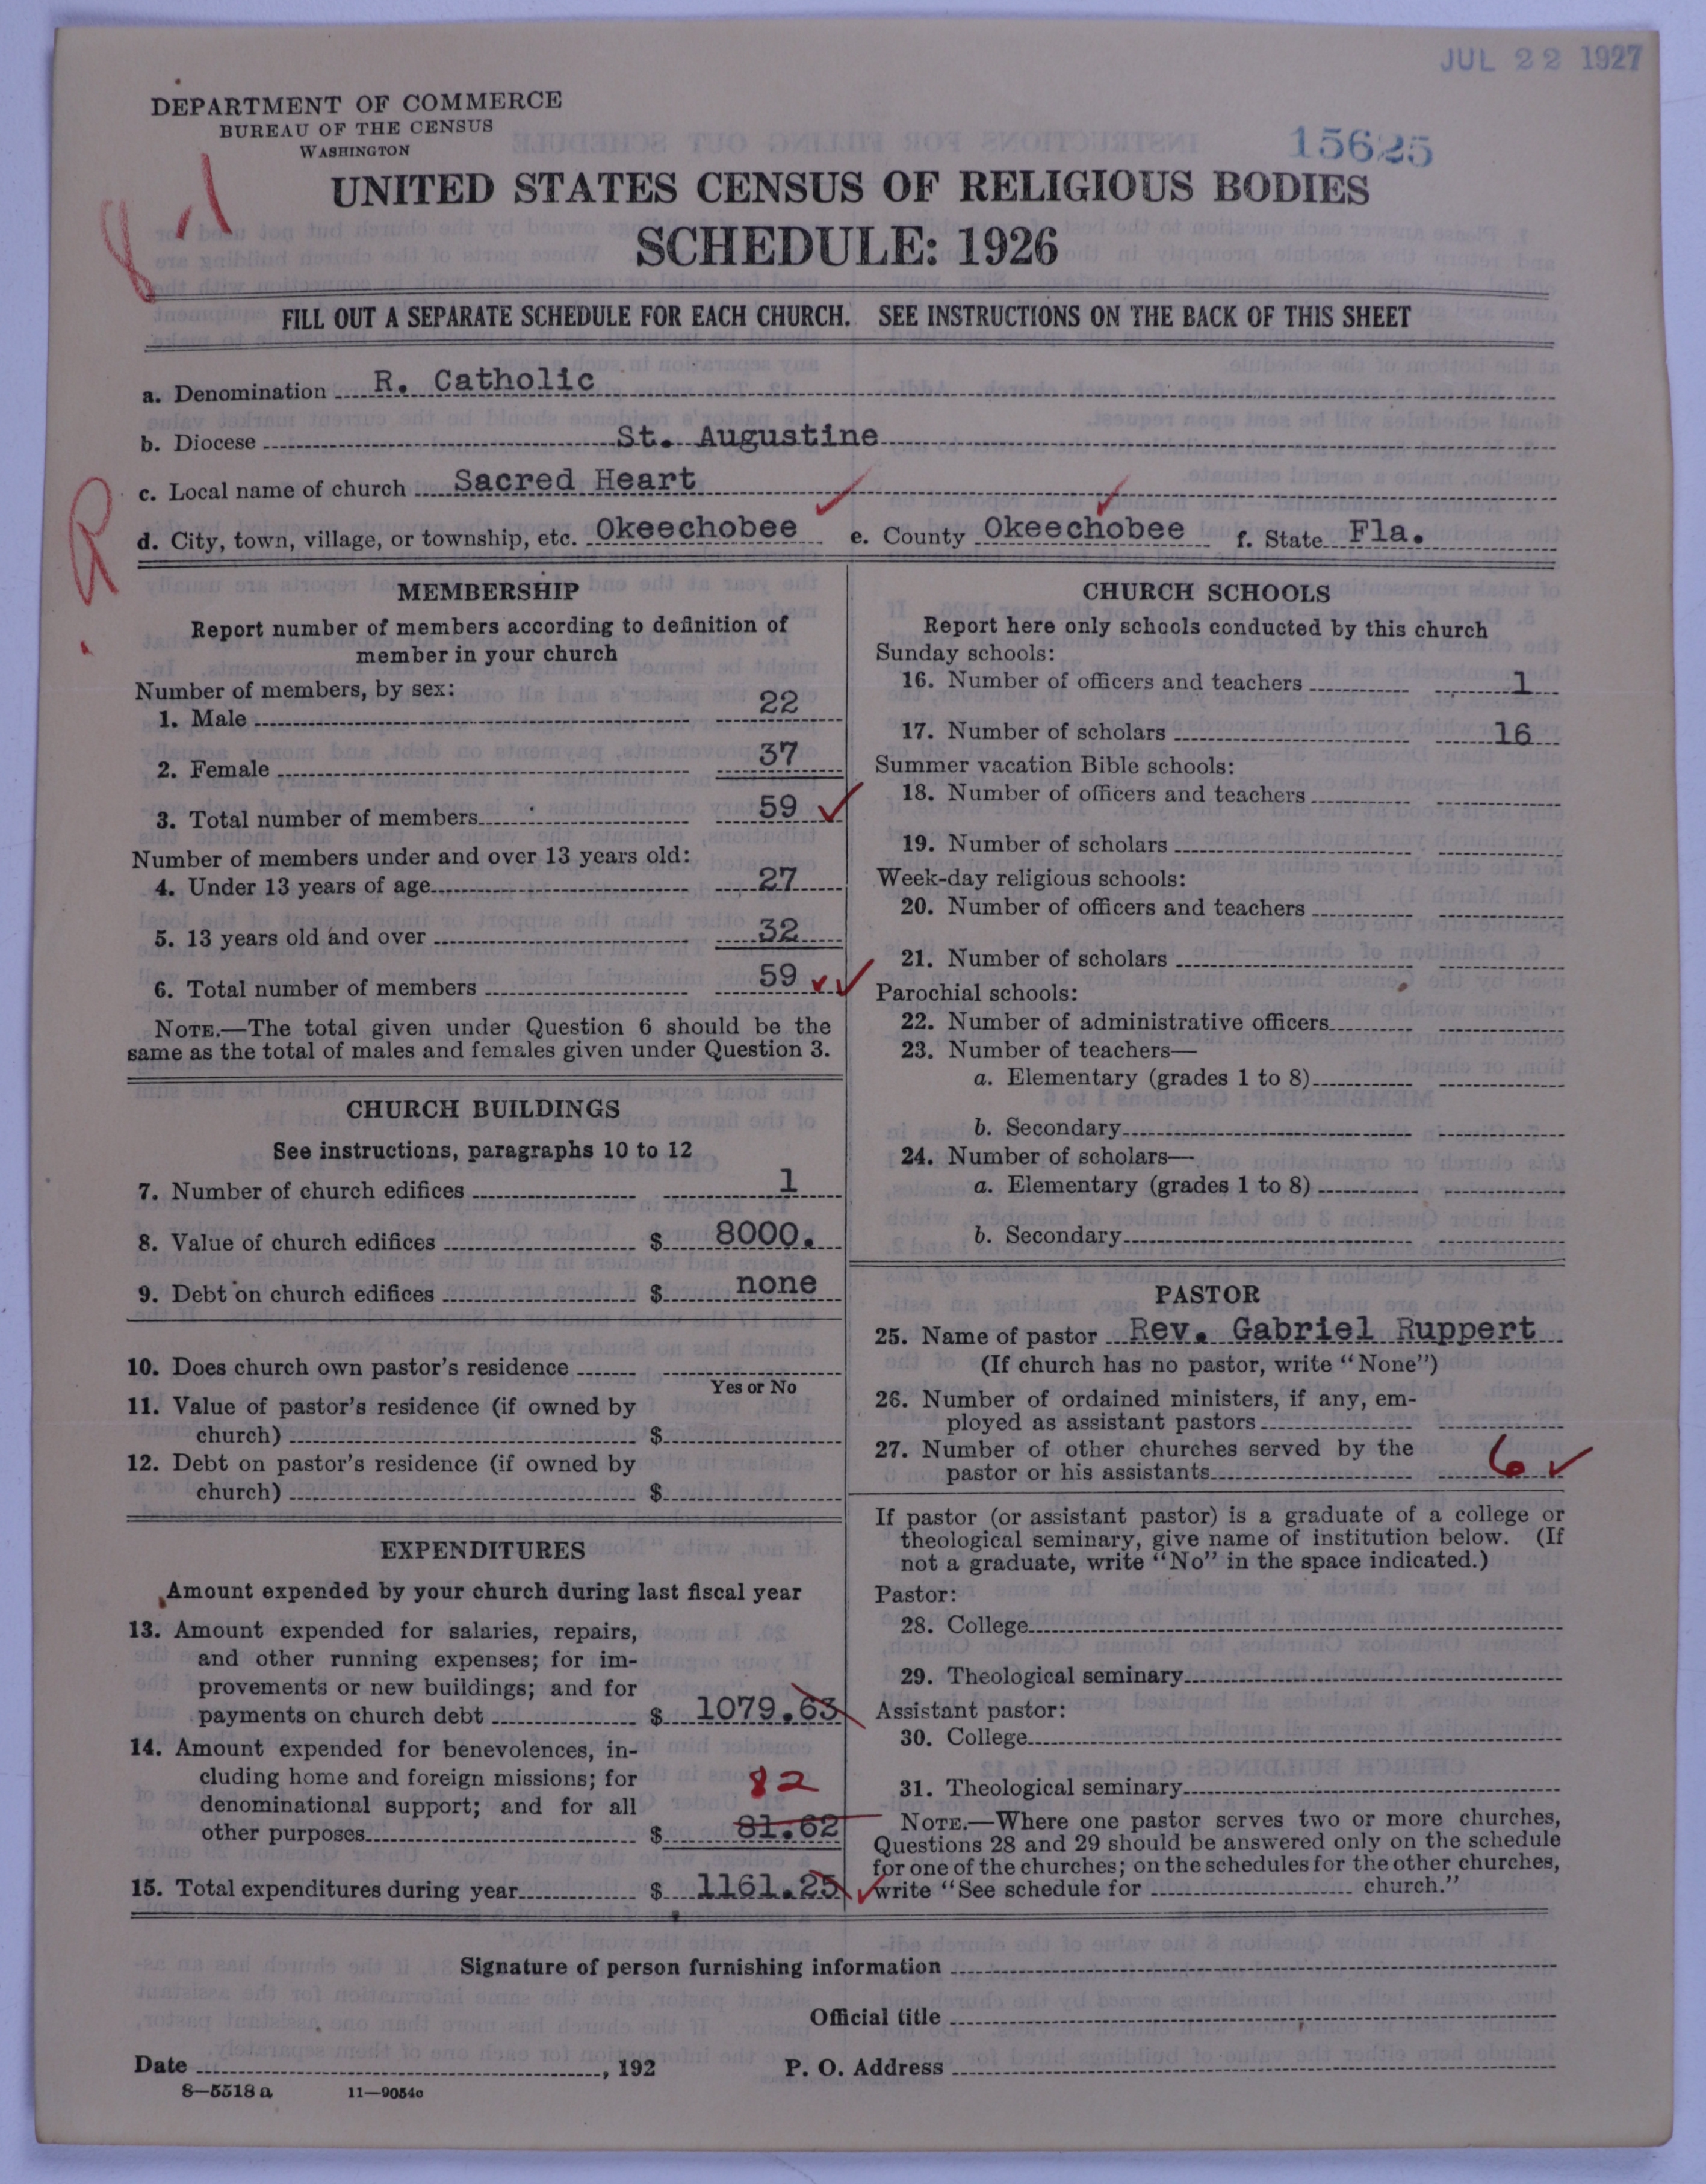 JUL 22 1927
DEPARTMENT OF COMMERCE
BUREAU OF THE CENSUS
WASHINGTON
15625
8.1
UNITED STATES CENSUS OF RELIGIOUS BODIES
SCHEDULE: 1926
FILL OUT A SEPARATE SCHEDULE FOR EACH CHURCH. SEE INSTRUCTIONS ON THE BACK OF THIS SHEET
a. Denomination R. Catholic
b. Diocese St. Augustine
c. Local name of church Sacred Heart
d. City, town, village, or township, etc. Okeechobee e. County Okeechobee f. State Fla.
MEMBERSHIP
Report number of members according to definition of
member in your church
Number of members, by sex:
1. Male 22
2. Female 37
3. Total number of members 59
Number of members under and over 13 years old:
4. Under 13 years of age 27
5. 13 years old and over 32
6. Total number of members 59
NOTE.—The total given under Question 6 should be the
same as the total of males and females given under Question 3.
CHURCH BUILDINGS
See instructions, paragraphs 10 to 12
7. Number of church edifices 1
8. Value of church edifices $ 8000.
9. Debt on church edifices $ none
10. Does church own pastor's residence
Yes or No
11. Value of pastor's residence (if owned by
church) $
12. Debt on pastor's residence (if owned by
church) $
EXPENDITURES
Amount expended by your church during last fiscal year
13. Amount expended for salaries, repairs,
and other running expenses; for im-
provements or new buildings; and for
payments on church debt $ 1079.63
14. Amount expended for benevolences, in-
cluding home and foreign missions; for
82
denominational support; and for all
other purposes $ 81.62
15. Total expenditures during year $ 1161.25
CHURCH SCHOOLS
Report here only schools conducted by this church
Sunday schools:
16. Number of officers and teachers 1
17. Number of scholars 16
Summer vacation Bible schools:
18. Number of officers and teachers
19. Number of scholars
Week-day religious schools:
20. Number of officers and teachers
21. Number of scholars
Parochial schools:
22. Number of administrative officers
23. Number of teachers—
a. Elementary (grades 1 to 8)
b. Secondary
24. Number of scholars—
a. Elementary (grades 1 to 8)
b. Secondary
PASTOR
25. Name of pastor Rev. Gabriel Ruppert
(If church has no pastor, write "None")
26. Number of ordained ministers, if any, em-
ployed as assistant pastors
27. Number of other churches served by the
pastor or his assistants 6
If pastor (or assistant pastor) is a graduate of a college or
theological seminary, give name of institution below. (If
not a graduate, write "No" in the space indicated.)
Pastor:
28. College
29. Theological seminary
Assistant pastor:
30. College
31. Theological seminary
NOTE.—Where one pastor serves two or more churches,
Questions 28 and 29 should be answered only on the schedule
for one of the churches; on the schedules for the other churches,
write "See schedule for church."
Signature of person furnishing information
Official title
Date , 192 P. O. Address
8—5518 a 11—9054c